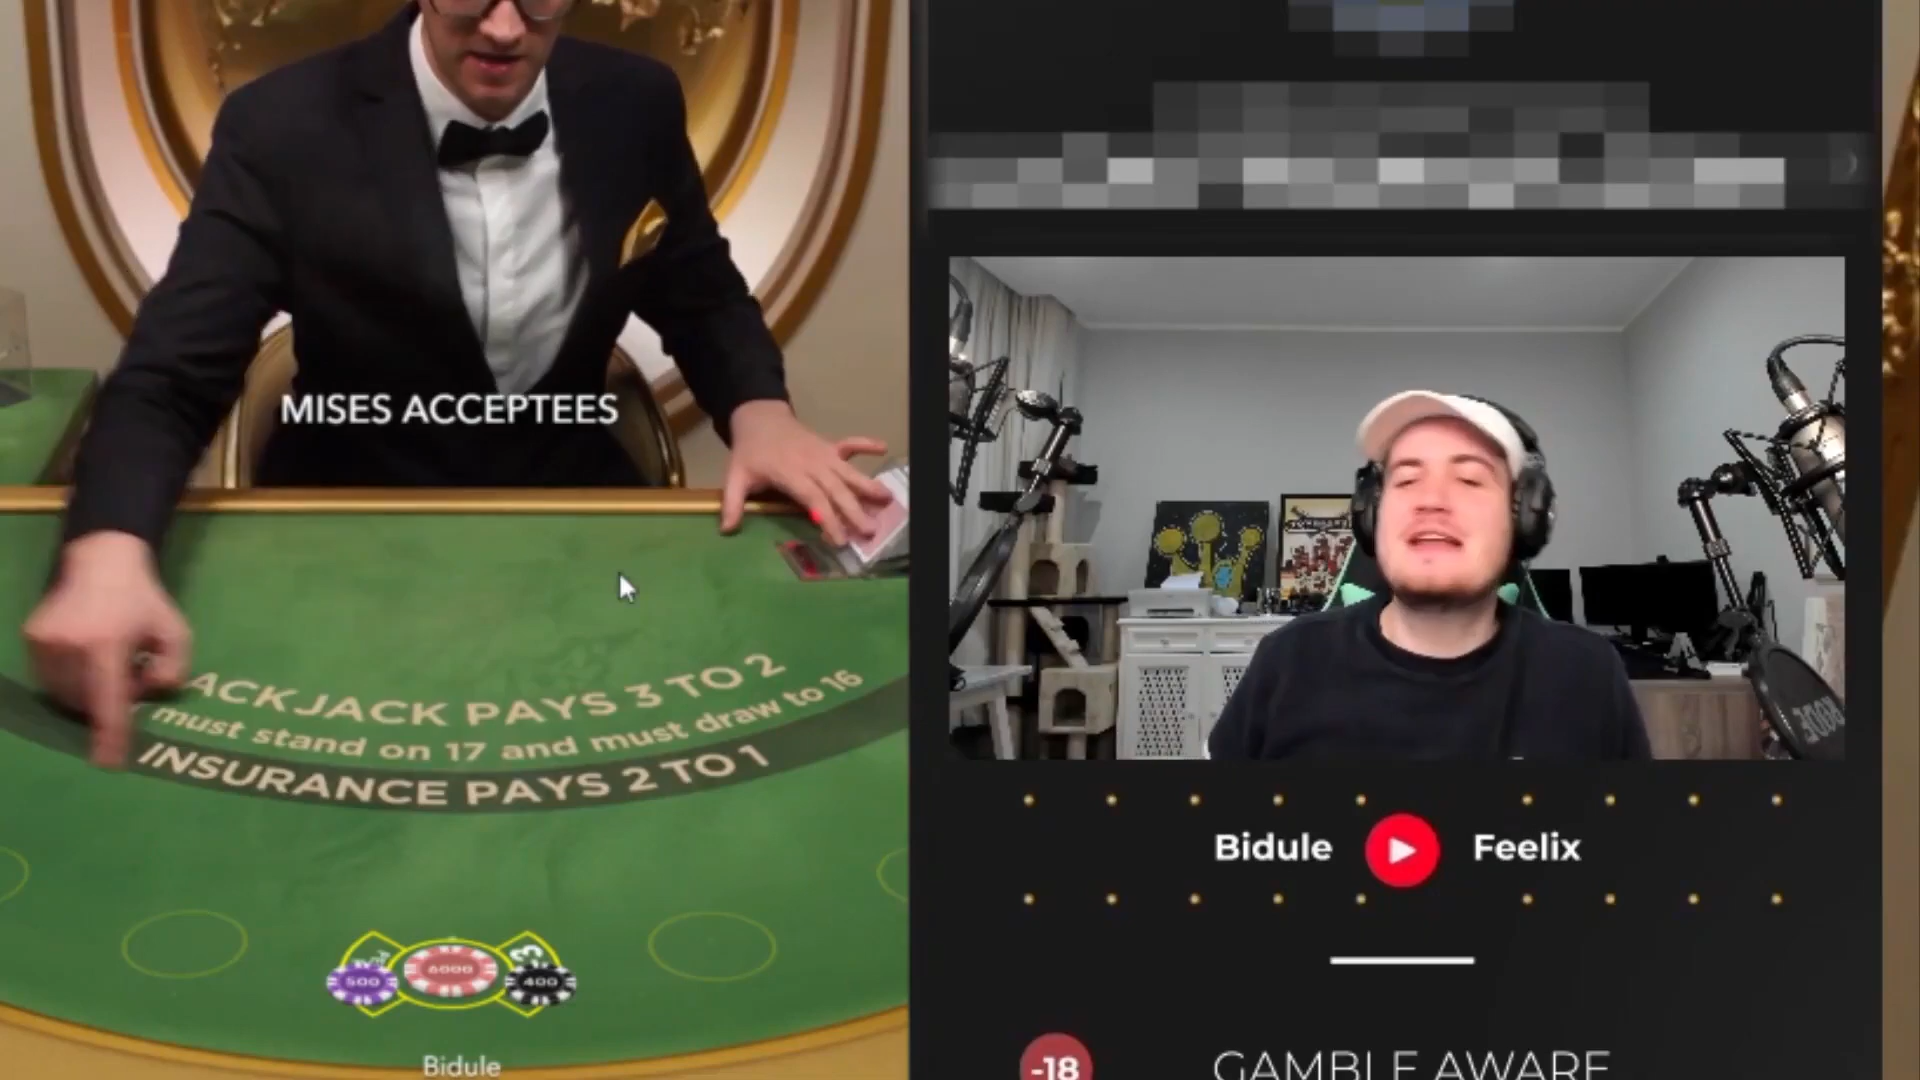 MISES ACCEPTEES
ACKJACK PAYS 3 TO 2
must stand on 17 and must draw to 16
INSURANCE PAYS 2 TO 1
500
6000
400
Bidule
RODE
Bidule Feelix
-18 GAMBLE AWARE